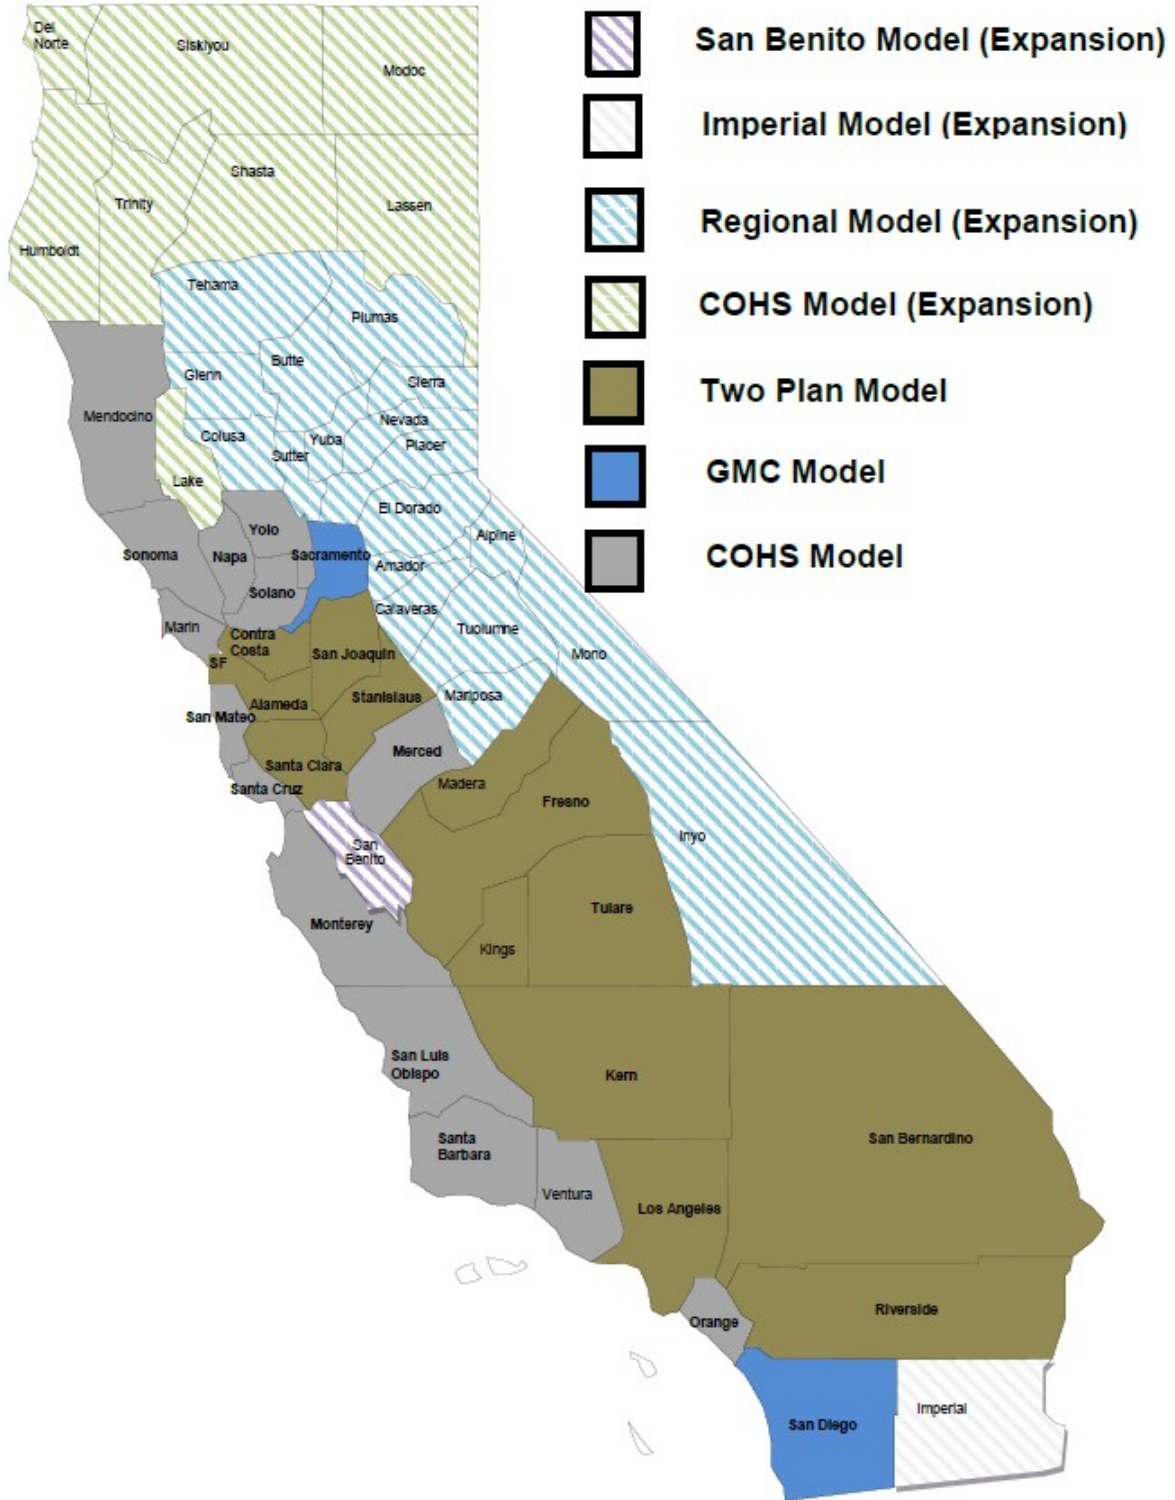 San Benito Model (Expansion)
Imperial Model (Expansion)
Regional Model (Expansion)
COHS Model (Expansion)
Two Plan Model
GMC Model
COHS Model
Del
Norte
Siskiyou
Modoc
Shasta
Trinity
Lassen
Humboldt
Tehama
Plumas
Butte
Glenn
Sierra
Mendocino
Nevada
Colusa
Yuba
Placer
Sutter
Lake
El Dorado
Yolo
Alpine
Sonoma
Napa
Sacramento
Amador
Solano
Calaveras
Marin
Contra
Costa
Tuolumne
San Joaquin
Mono
SF
Stanislaus
Mariposa
Alameda
San Mateo
Merced
Santa Clara
Madera
Santa Cruz
Fresno
San
Benito
Inyo
Tulare
Monterey
Kings
San Luis
Obispo
Kern
Santa
Barbara
San Bernardino
Ventura
Los Angeles
Orange
Riverside
San Diego
Imperial